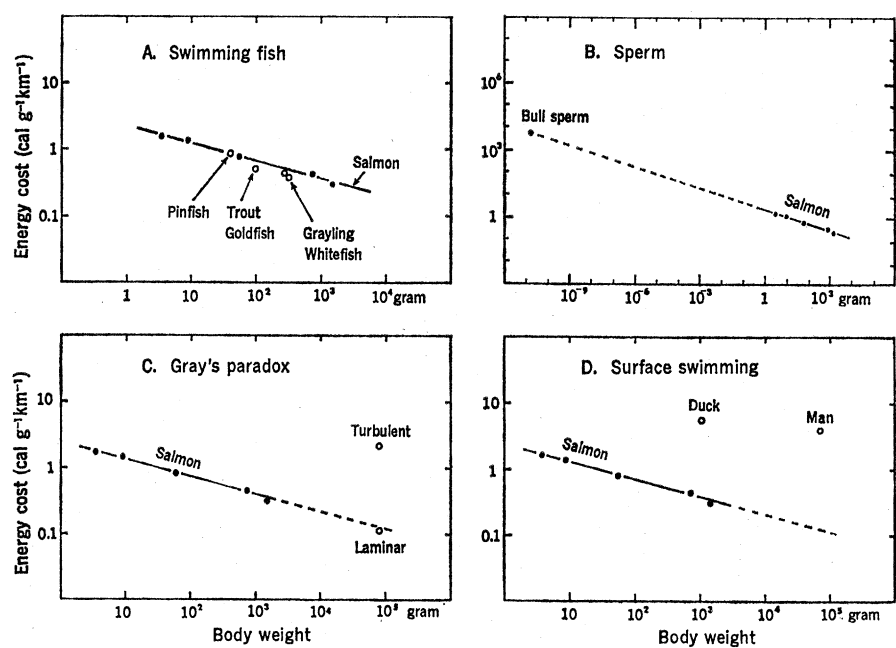 A. Swimming fish
Energy cost (cal g⁻¹km⁻¹)
10
1
0.1
Salmon
Pinfish
Trout
Goldfish
Grayling
Whitefish
1
10
10²
10³
10⁴ gram
B. Sperm
10⁶
10³
1
Bull sperm
Salmon
10⁻⁹
10⁻⁶
10⁻³
1
10³ gram
C. Gray's paradox
Energy cost (cal g⁻¹km⁻¹)
10
1
0.1
Salmon
Turbulent
Laminar
10
10²
10³
10⁴
10⁵ gram
Body weight
D. Surface swimming
10
1
0.1
Duck
Man
Salmon
10
10²
10³
10⁴
10⁵ gram
Body weight